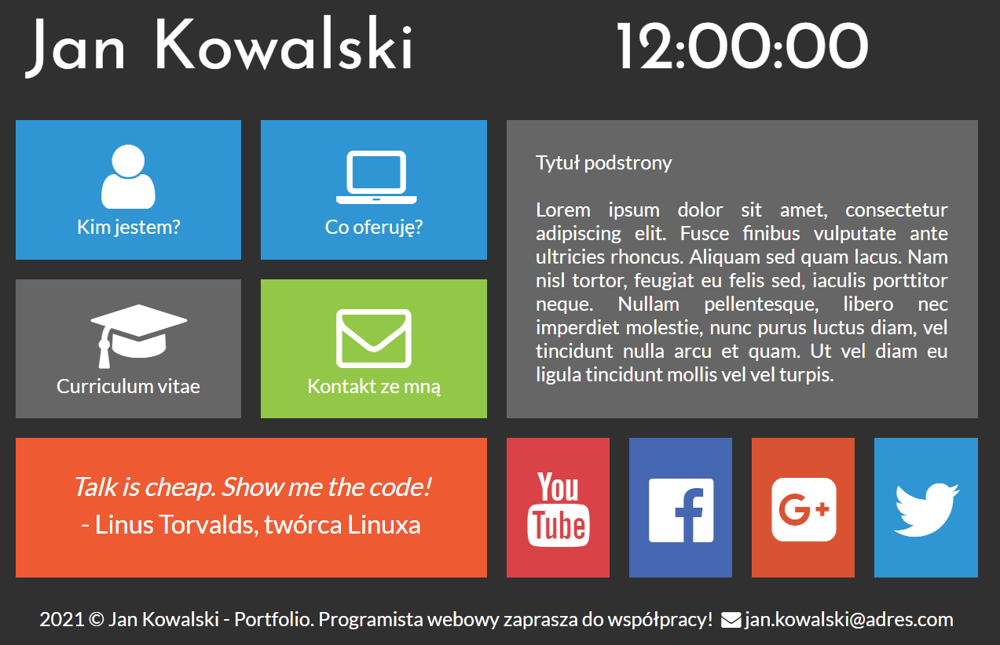 Jan Kowalski
12:00:00
Kim jestem?
Co oferuję?
Curriculum vitae
Kontakt ze mną
Tytuł podstrony
Lorem ipsum dolor sit amet, consectetur
adipiscing elit. Fusce finibus vulputate ante
ultricies rhoncus. Aliquam sed quam lacus. Nam
nisl tortor, feugiat eu felis sed, iaculis porttitor
neque. Nullam pellentesque, libero nec
imperdiet molestie, nunc purus luctus diam, vel
tincidunt nulla arcu et quam. Ut vel diam eu
ligula tincidunt mollis vel vel turpis.
Talk is cheap. Show me the code!
- Linus Torvalds, twórca Linuxa
You
Tube
f
G+
2021 © Jan Kowalski - Portfolio. Programista webowy zaprasza do współpracy! jan.kowalski@adres.com